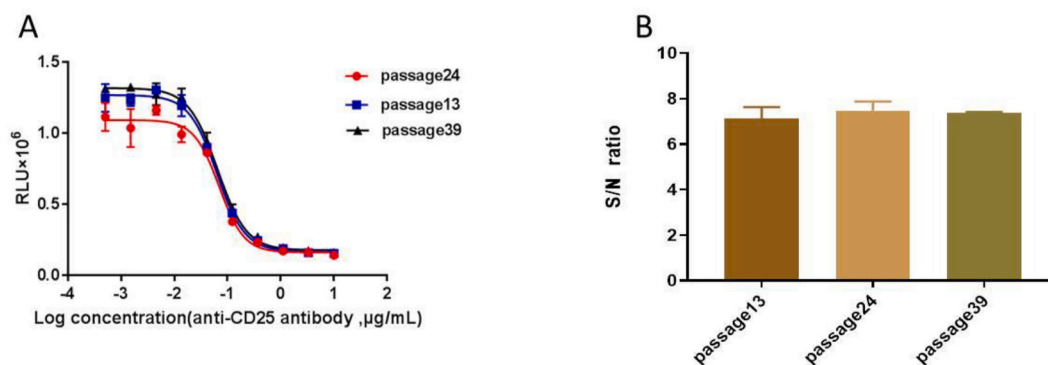 A
B
1.5
1.0
0.5
0.0
RLU×10⁶
passage24
passage13
passage39
-4
-3
-2
-1
0
1
2
Log concentration(anti-CD25 antibody ,µg/mL)
10
8
6
4
2
0
S/N ratio
passage13
passage24
passage39